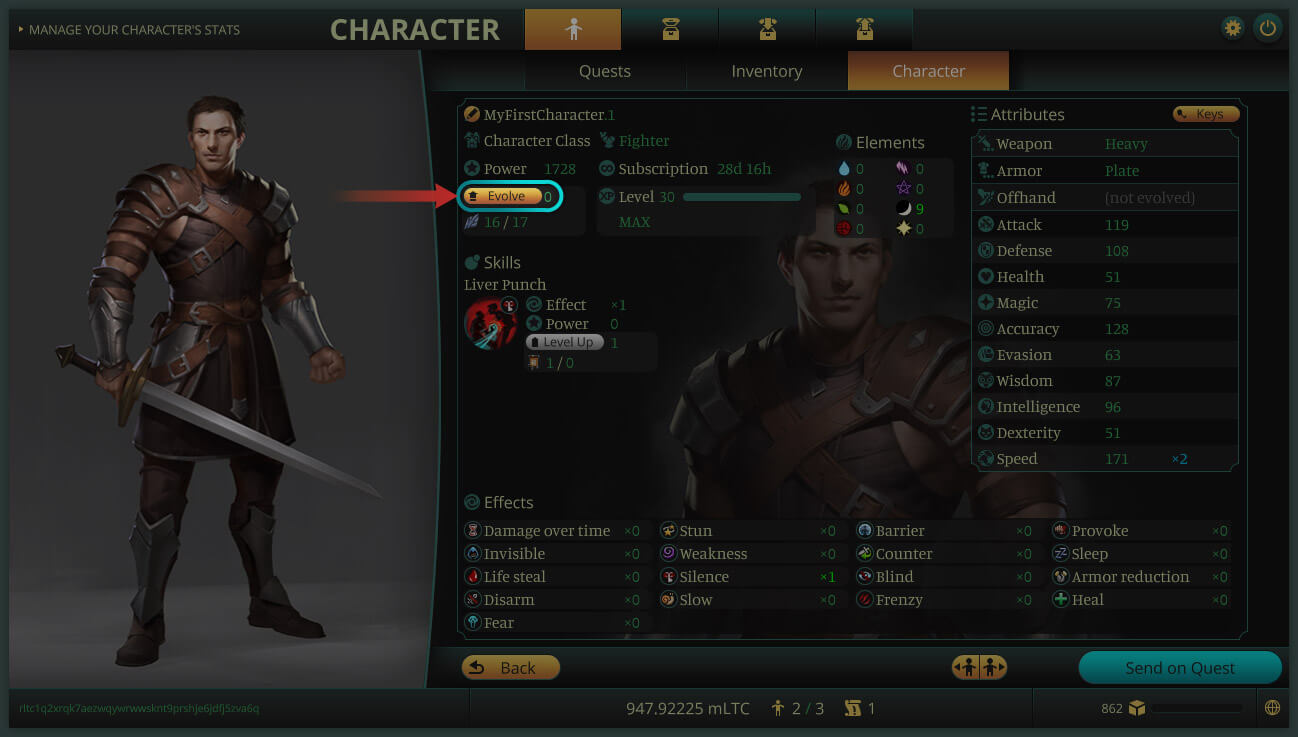 MANAGE YOUR CHARACTER'S STATS
CHARACTER
Quests Inventory Character
MyFirstCharacter.1
Character Class Fighter
Power 1728 Subscription 28d 16h
Evolve 0
XP Level 30
16 / 17 MAX
Elements
0 0
0 0
0 9
0 0
Attributes Keys
Weapon Heavy
Armor Plate
Offhand (not evolved)
Attack 119
Defense 108
Health 51
Magic 75
Accuracy 128
Evasion 63
Wisdom 87
Intelligence 96
Dexterity 51
Speed 171 ×2
Skills
Liver Punch
Effect ×1
Power 0
Level Up 1
1 / 0
Effects
Damage over time ×0 Stun ×0 Barrier ×0 Provoke ×0
Invisible ×0 Weakness ×0 Counter ×0 Sleep ×0
Life steal ×0 Silence ×1 Blind ×0 Armor reduction ×0
Disarm ×0 Slow ×0 Frenzy ×0 Heal ×0
Fear ×0
Back Send on Quest
rltc1q2xrqk7aezwqywrwwsknt9prshje6jdfj5zva6q 947.92225 mLTC 2 / 3 1 862